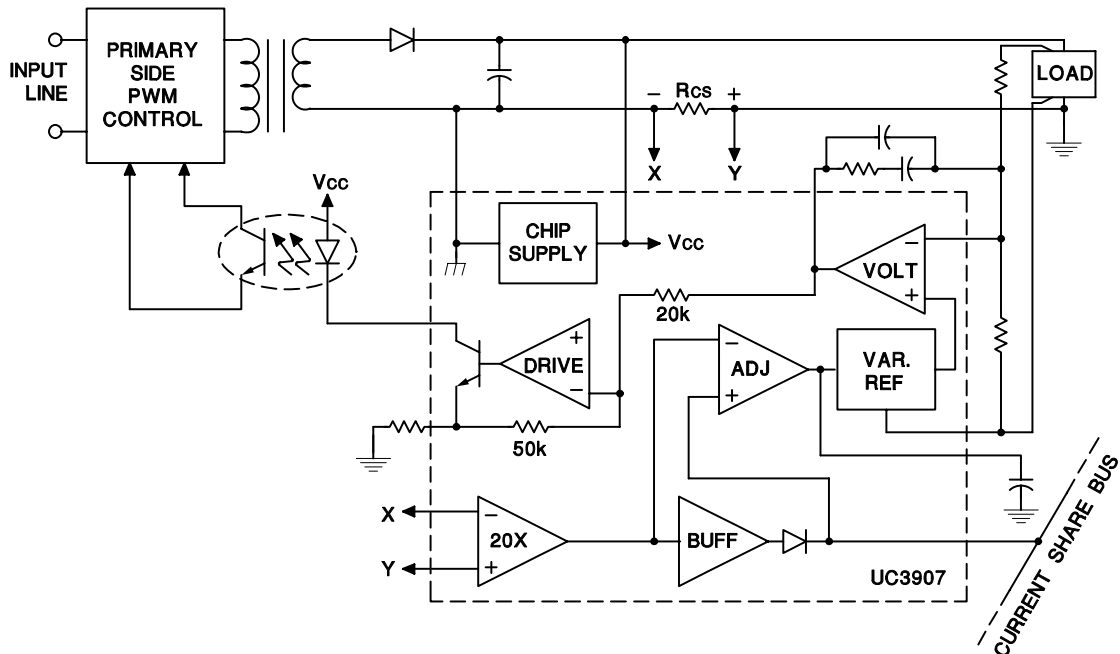 INPUT
LINE
PRIMARY
SIDE
PWM
CONTROL
LOAD
- RCS +
X
Y
VCC
CHIP
SUPPLY
VCC
-
VOLT
+
20k
+
DRIVE
-
-
ADJ
+
VAR.
REF
50k
X
-
20X
Y
+
BUFF
UC3907
CURRENT SHARE BUS